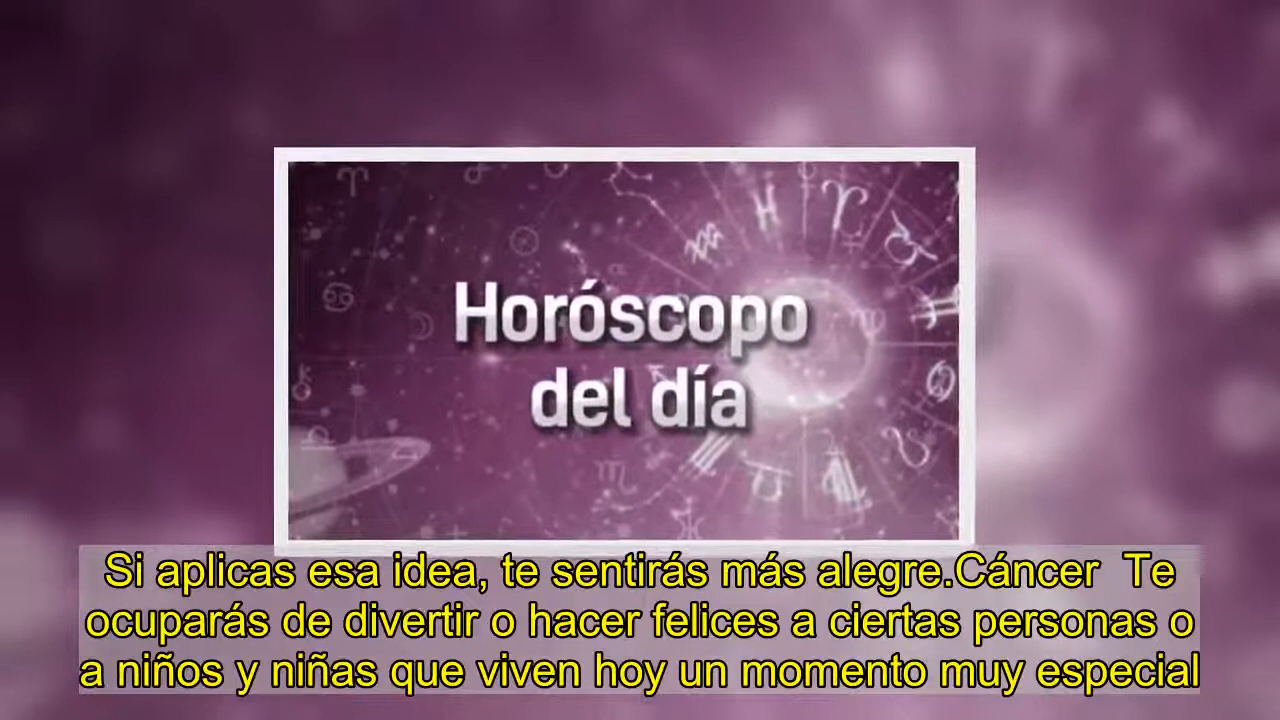 Horóscopo
del día
Si aplicas esa idea, te sentirás más alegre.Cáncer  Te
ocuparás de divertir o hacer felices a ciertas personas o
a niños y niñas que viven hoy un momento muy especial